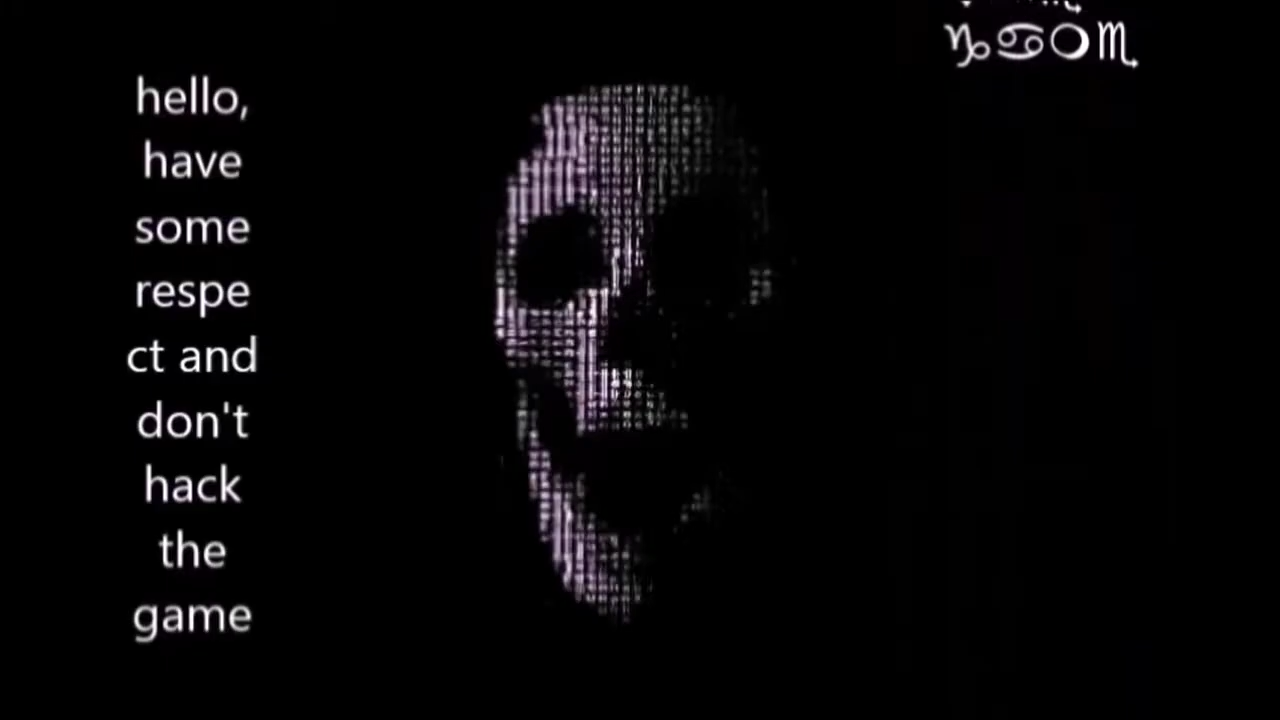 hello,
have
some
respe
ct and
don't
hack
the
game
♑♋❍♏